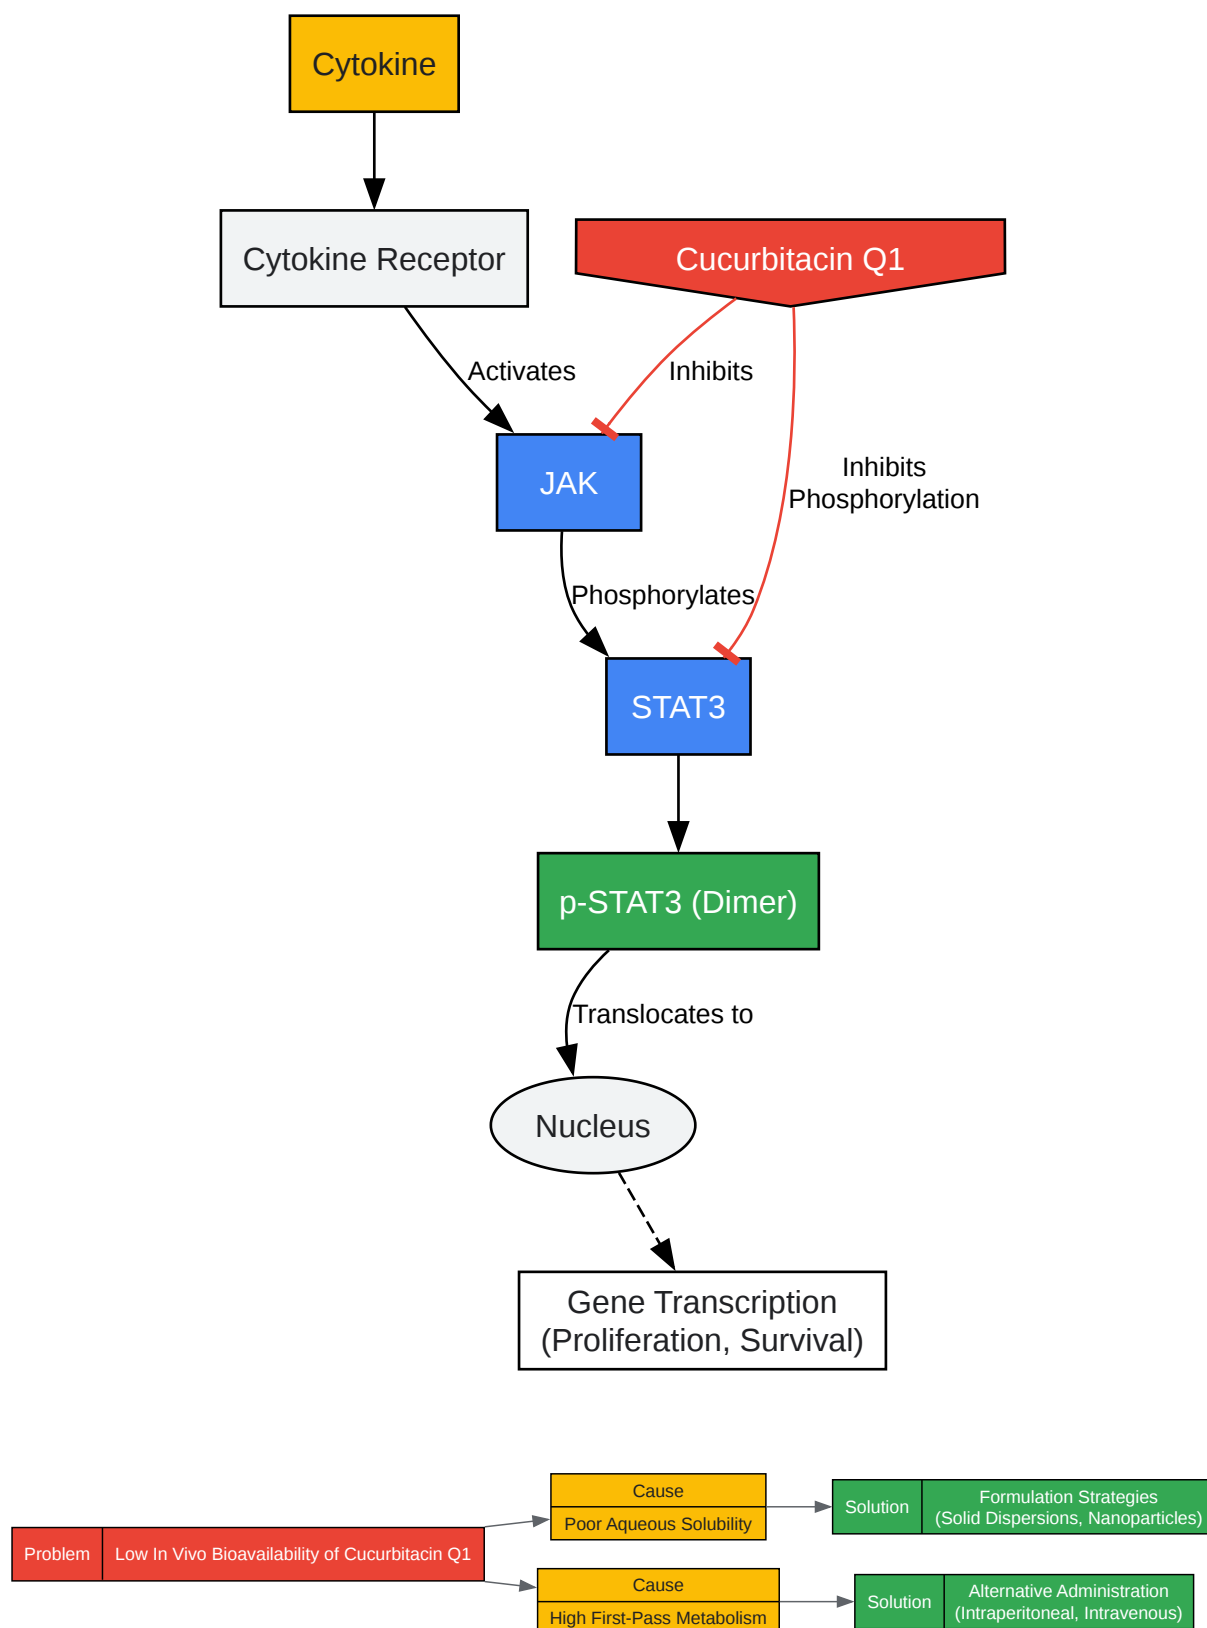 Cytokine
Cytokine Receptor
Cucurbitacin Q1
Activates
Inhibits
JAK
Inhibits
Phosphorylation
Phosphorylates
STAT3
p-STAT3 (Dimer)
Translocates to
Nucleus
Gene Transcription
(Proliferation, Survival)
Problem
Low In Vivo Bioavailability of Cucurbitacin Q1
Cause
Poor Aqueous Solubility
Solution
Formulation Strategies
(Solid Dispersions, Nanoparticles)
Cause
High First-Pass Metabolism
Solution
Alternative Administration
(Intraperitoneal, Intravenous)